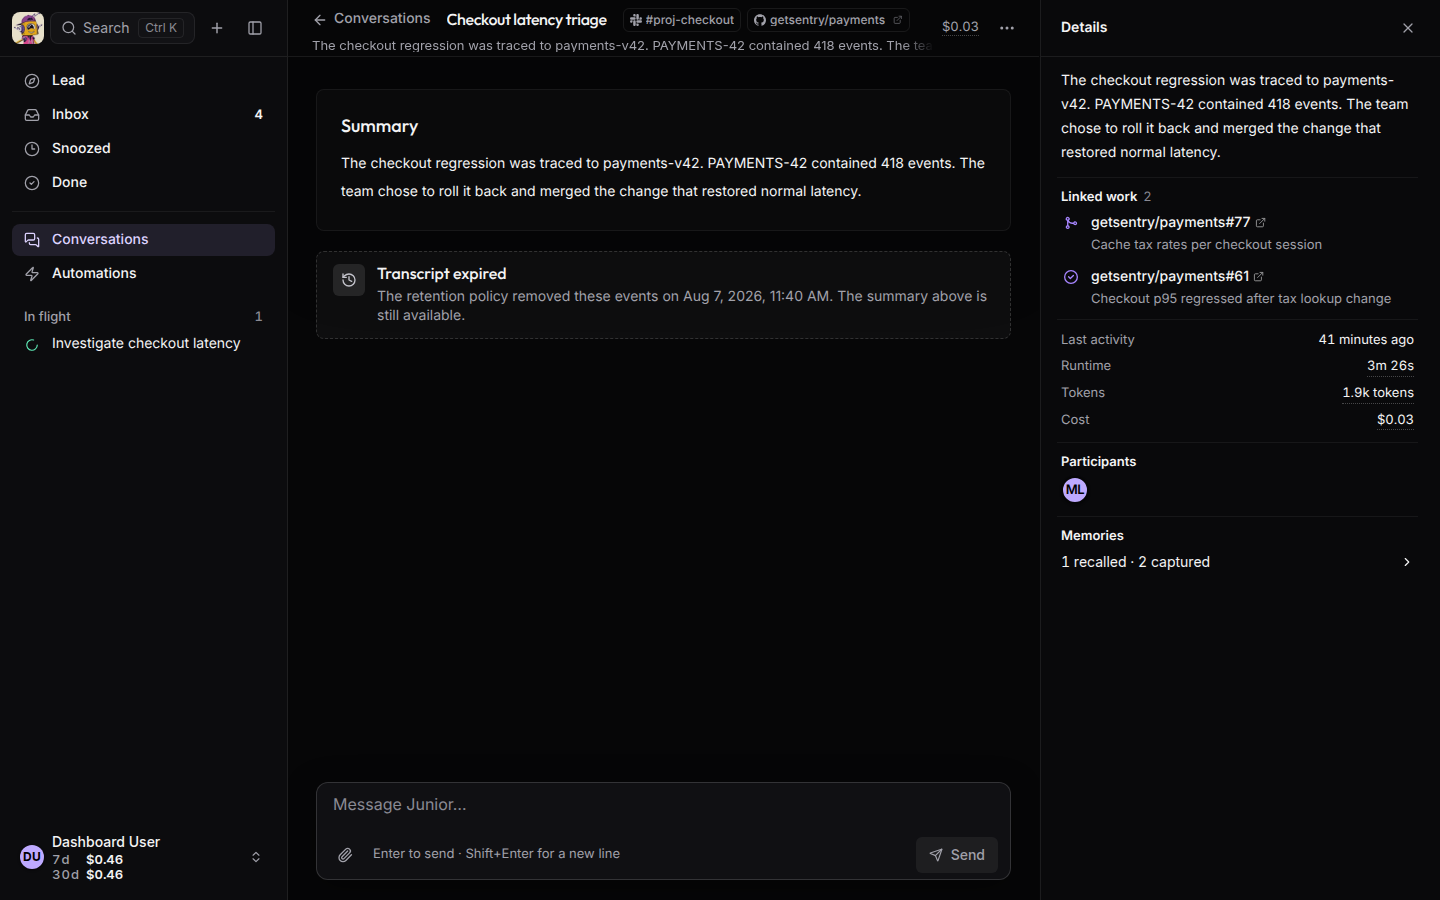 Search Ctrl K
Lead
Inbox 4
Snoozed
Done
Conversations
Automations
In flight 1
Investigate checkout latency
Dashboard User
DU
7d $0.46
30d $0.46
Conversations Checkout latency triage #proj-checkout getsentry/payments $0.03
The checkout regression was traced to payments-v42. PAYMENTS-42 contained 418 events. The tea
Summary
The checkout regression was traced to payments-v42. PAYMENTS-42 contained 418 events. The
team chose to roll it back and merged the change that restored normal latency.
Transcript expired
The retention policy removed these events on Aug 7, 2026, 11:40 AM. The summary above is
still available.
Message Junior...
Enter to send · Shift+Enter for a new line Send
Details
The checkout regression was traced to payments-
v42. PAYMENTS-42 contained 418 events. The team
chose to roll it back and merged the change that
restored normal latency.
Linked work 2
getsentry/payments#77
Cache tax rates per checkout session
getsentry/payments#61
Checkout p95 regressed after tax lookup change
Last activity 41 minutes ago
Runtime 3m 26s
Tokens 1.9k tokens
Cost $0.03
Participants
ML
Memories
1 recalled · 2 captured